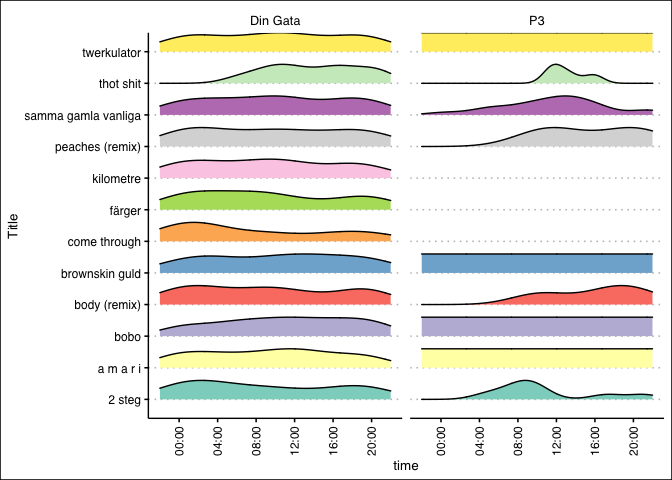 Din Gata P3
twerkulator
thot shit
samma gamla vanliga
peaches (remix)
kilometre
färger
come through
brownskin guld
body (remix)
bobo
a m a r i
2 steg
Title
00:00 04:00 08:00 12:00 16:00 20:00 00:00 04:00 08:00 12:00 16:00 20:00
time